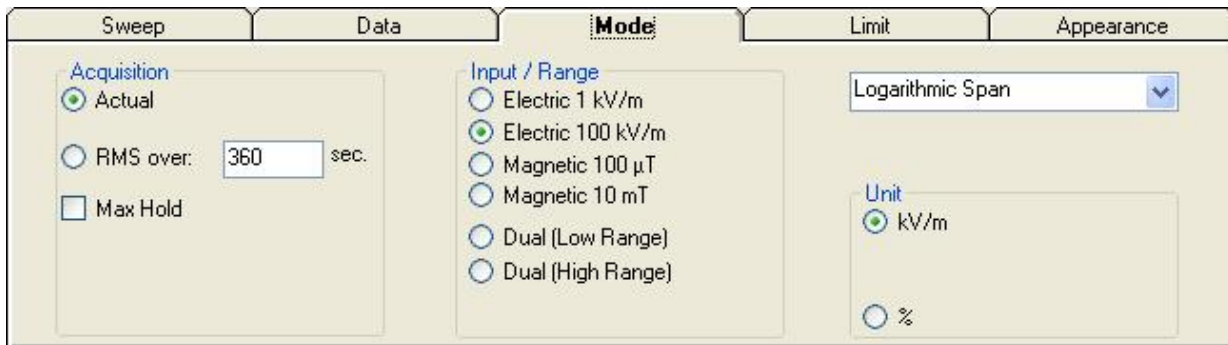 Sweep
Data
Mode
Limit
Appearance
Acquisition
Actual
RMS over: 360 sec.
Max Hold
Input / Range
Electric 1 kV/m
Electric 100 kV/m
Magnetic 100 µT
Magnetic 10 mT
Dual (Low Range)
Dual (High Range)
Logarithmic Span
Unit
kV/m
%